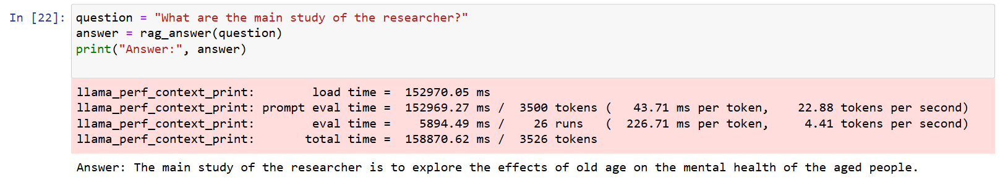 In [22]: question = "What are the main study of the researcher?"
answer = rag_answer(question)
print("Answer:", answer)
llama_perf_context_print:        load time =  152970.05 ms
llama_perf_context_print: prompt eval time =  152969.27 ms /  3500 tokens (   43.71 ms per token,    22.88 tokens per second)
llama_perf_context_print:        eval time =    5894.49 ms /    26 runs   (  226.71 ms per token,     4.41 tokens per second)
llama_perf_context_print:       total time =  158870.62 ms /  3526 tokens
Answer: The main study of the researcher is to explore the effects of old age on the mental health of the aged people.